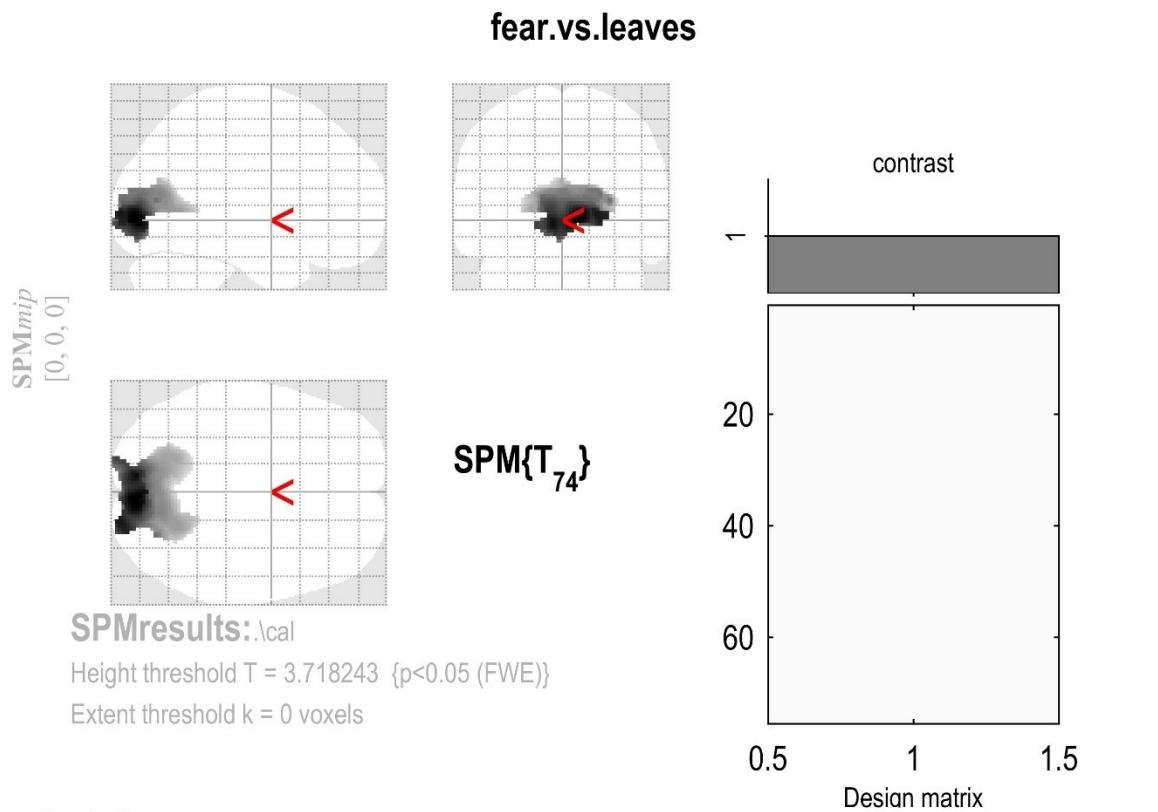 fear.vs.leaves
contrast
1
SPMmip
[0, 0, 0]
SPM{T74}
20
40
60
0.5 1 1.5
Design matrix
SPMresults:.\cal
Height threshold T = 3.718243 {p<0.05 (FWE)}
Extent threshold k = 0 voxels